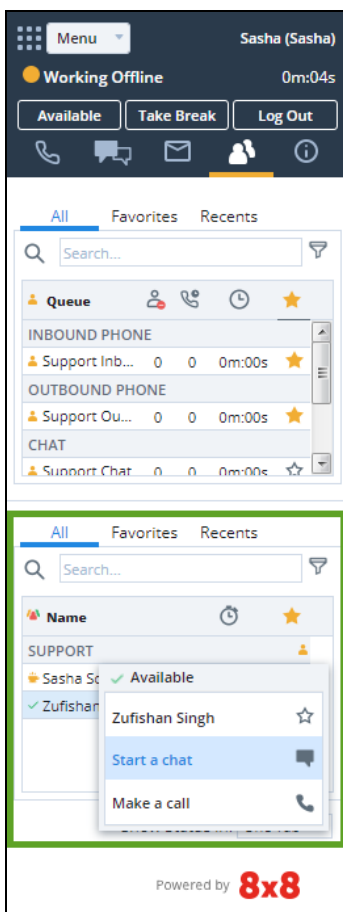 Menu Sasha (Sasha)
Working Offline 0m:04s
Available Take Break Log Out
All Favorites Recents
Search...
Queue
INBOUND PHONE
Support Inb... 0 0 0m:00s
OUTBOUND PHONE
Support Ou... 0 0 0m:00s
CHAT
Support Chat 0 0 0m:00s
All Favorites Recents
Search...
Name
SUPPORT
Sasha Sc
Available
Zufishan
Zufishan Singh
Start a chat
Make a call
Powered by 8x8